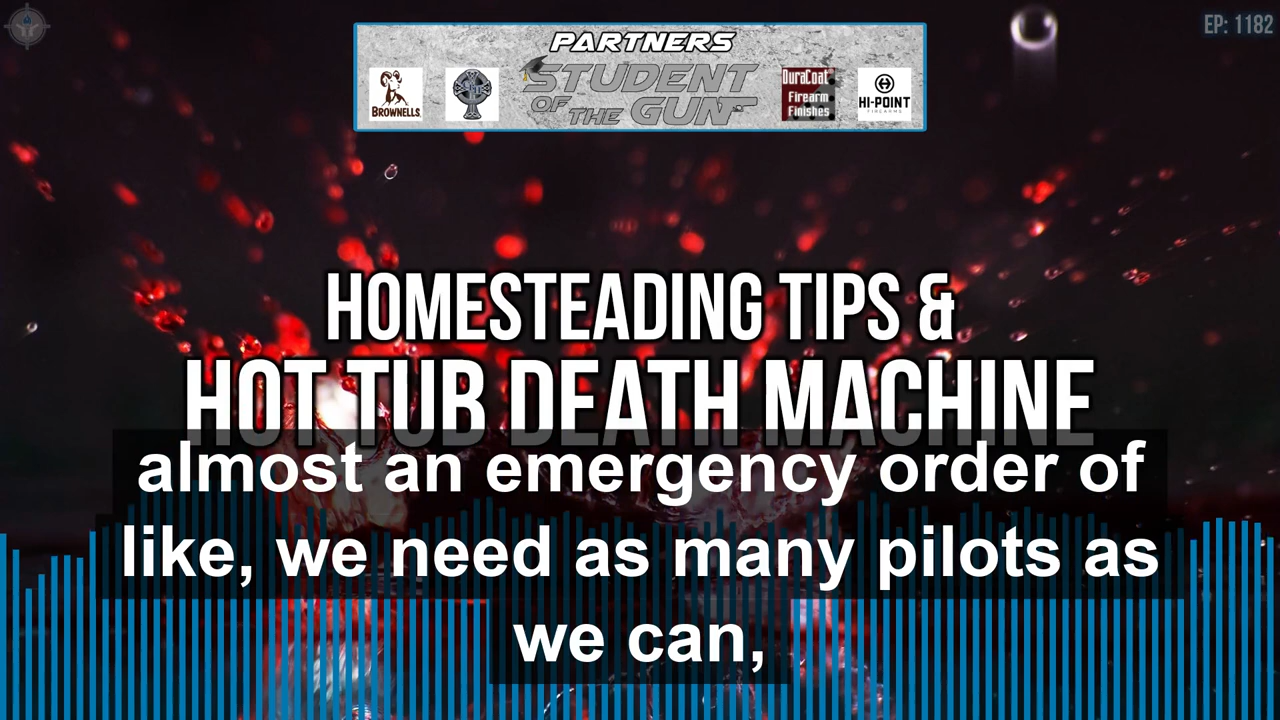 EP: 1182
PARTNERS
BROWNELLS
STUDENT
OF THE GUN
DuraCoat
Firearm
Finishes
HI-POINT
FIREARMS
HOMESTEADING TIPS &
HOT TUB DEATH MACHINE
almost an emergency order of
like, we need as many pilots as
we can,